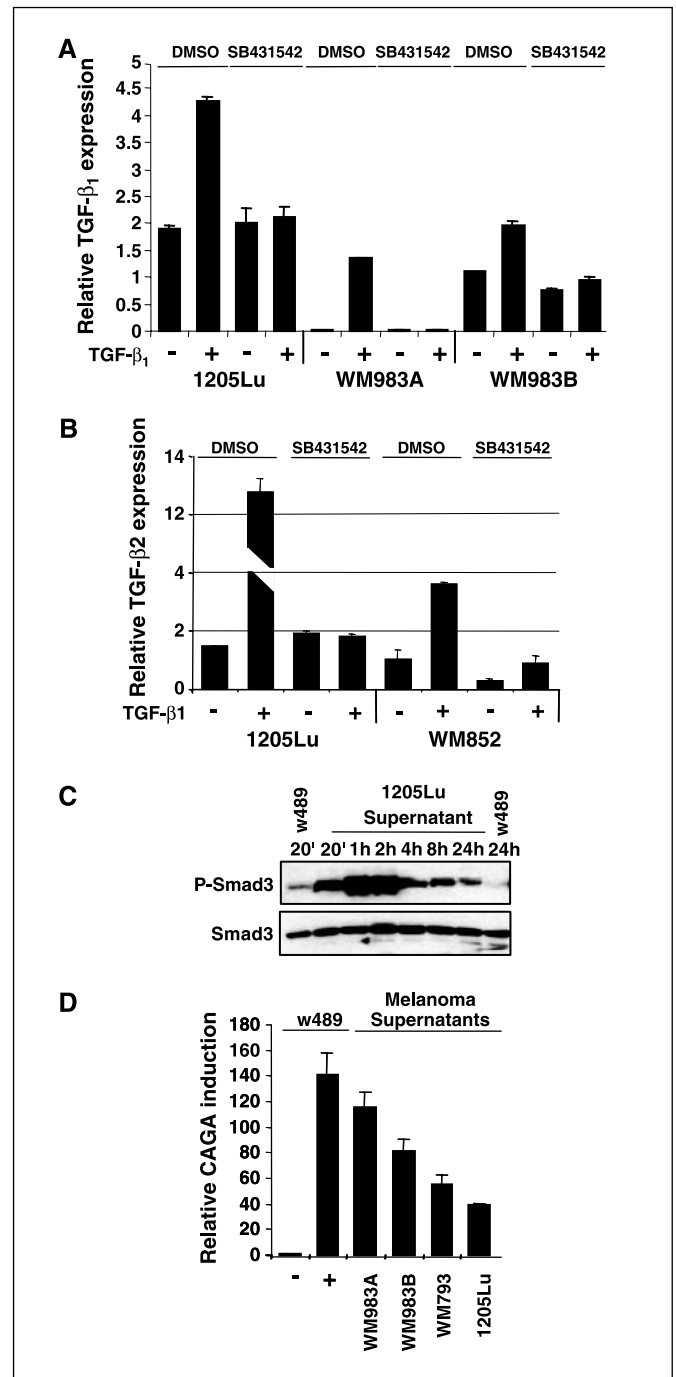 A
DMSO SB431542 DMSO SB431542 DMSO SB431542
Relative TGF-β1 expression
5
4.5
4
3.5
3
2.5
2
1.5
1
0.5
0
TGF-β1 - + - + - + - + - + - +
1205Lu WM983A WM983B
B
DMSO SB431542 DMSO SB431542
Relative TGF-β2 expression
14
12
4
2
0
TGF-β1 - + - + - + - +
1205Lu WM852
C
w489 1205Lu Supernatant w489
20' 20' 1h 2h 4h 8h 24h 24h
P-Smad3
Smad3
D
w489 Melanoma Supernatants
Relative CAGA induction
180
160
140
120
100
80
60
40
20
0
- + WM983A WM983B WM793 1205Lu